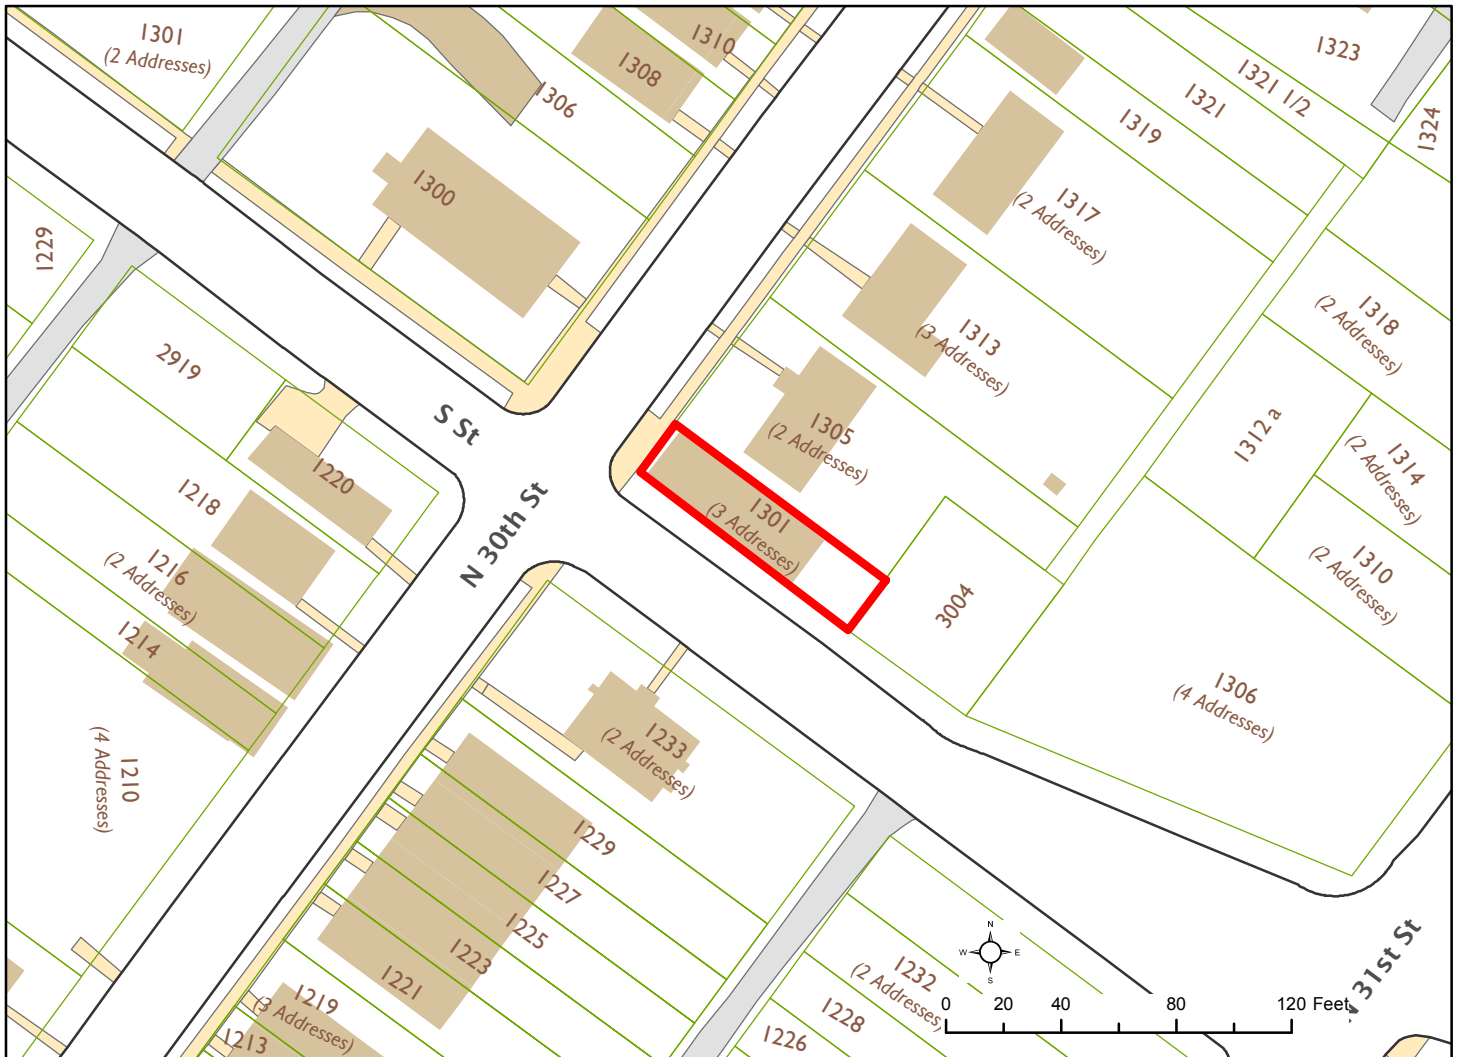 1301
(2 Addresses)
1310
1308
1306
1300
1323
1321 1/2
1321
1319
1324
1317
(2 Addresses)
1229
2919
1313
(3 Addresses)
1318
(2 Addresses)
S St
N 30th St
1305
(2 Addresses)
1312 a
1314
(2 Addresses)
1220
1218
1301
(3 Addresses)
1216
(2 Addresses)
1310
(2 Addresses)
3004
1214
1306
(4 Addresses)
1233
(2 Addresses)
1210
(4 Addresses)
1229
1227
1225
1223
1221
1219
(3 Addresses)
1213
1232
(2 Addresses)
1228
1226
N
W
E
S
N 31st St
0 20 40 80 120 Feet